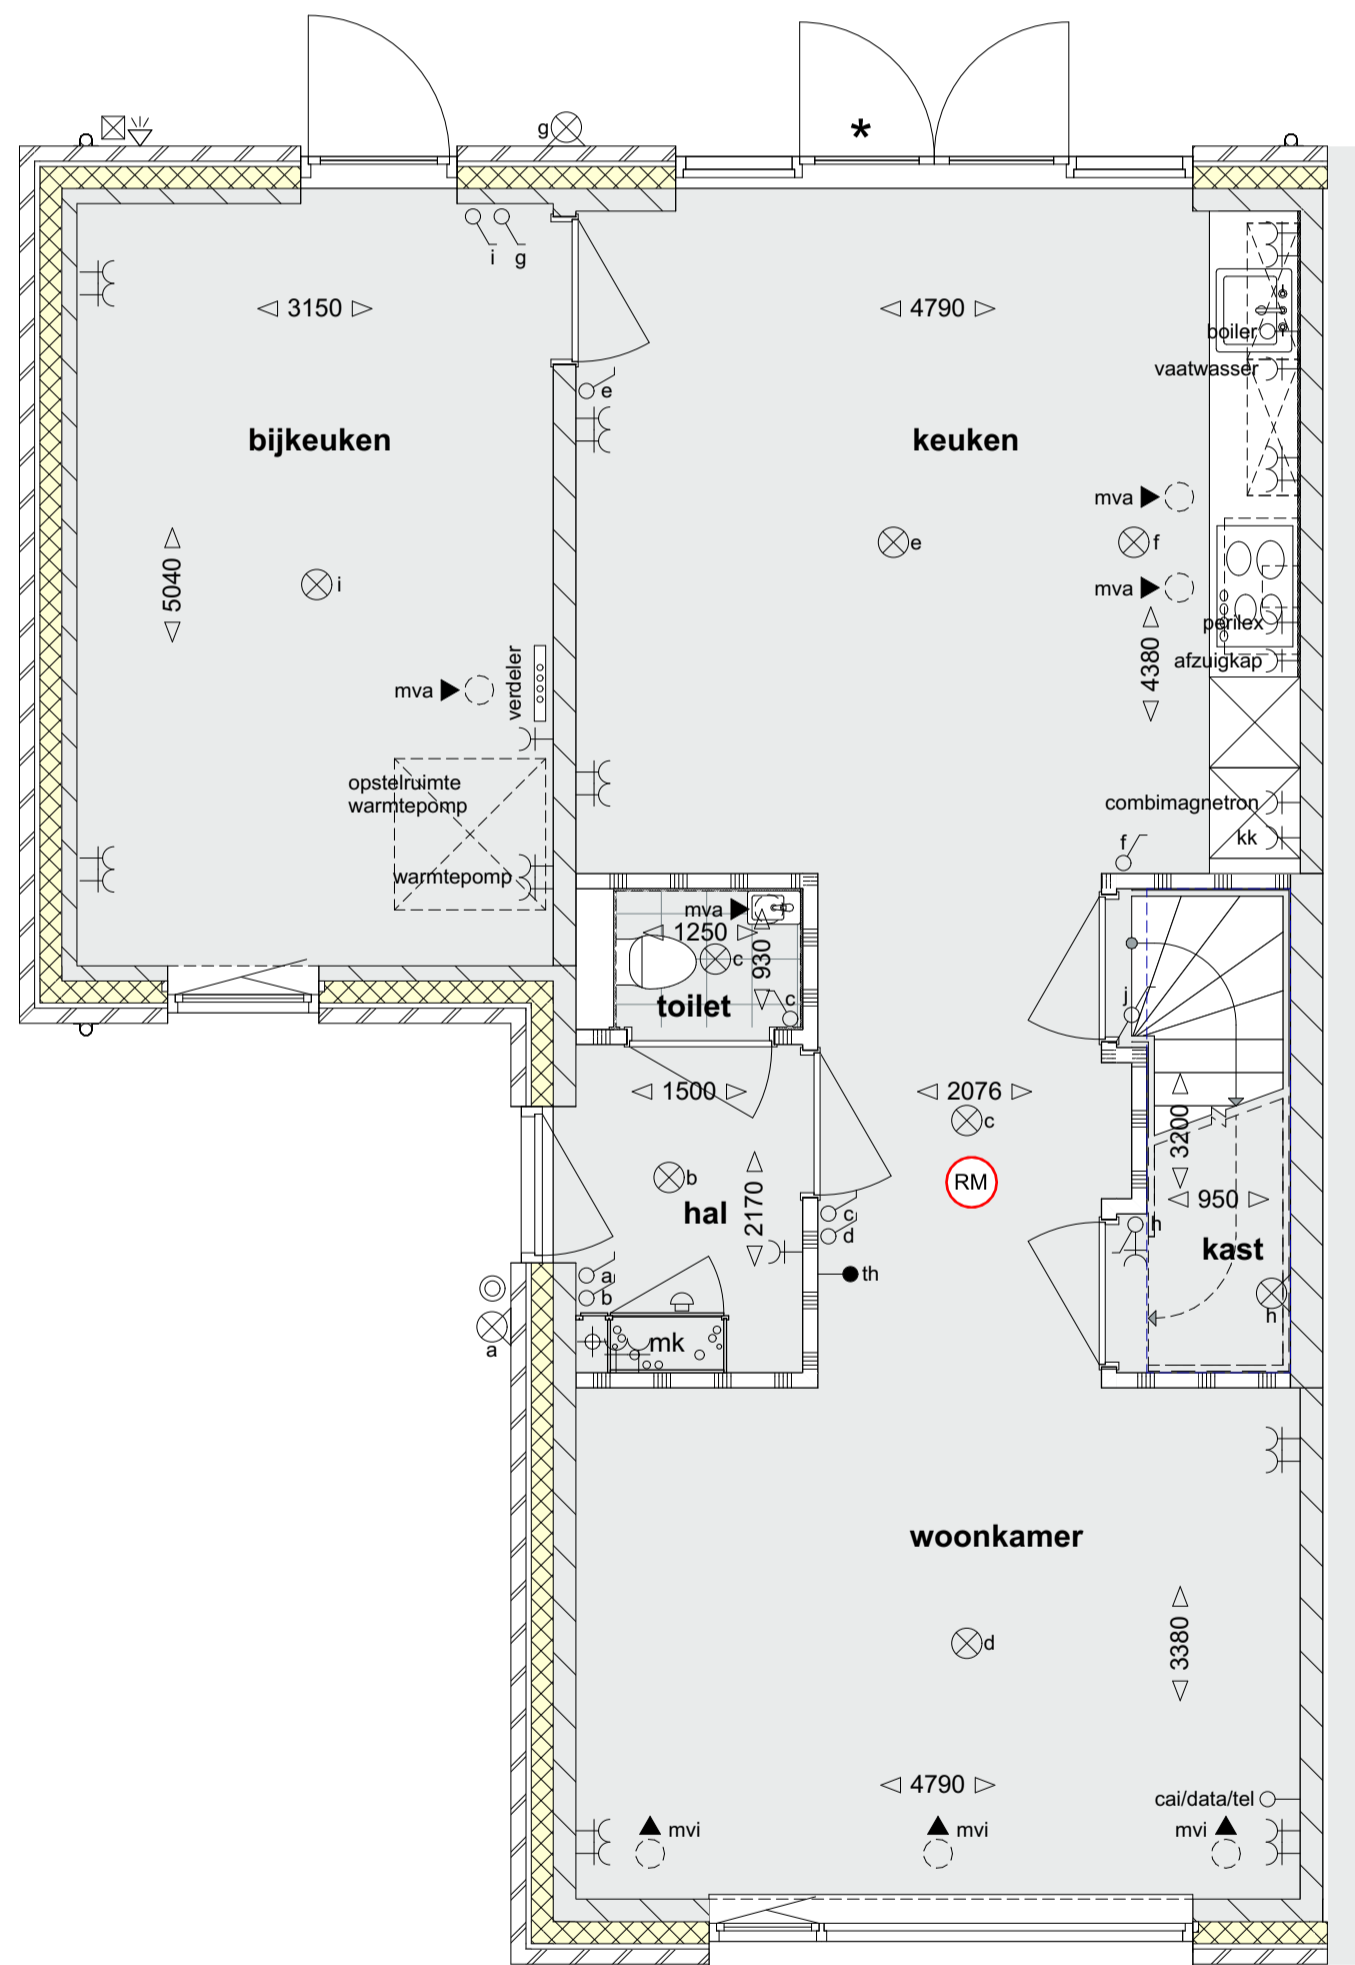 *
g
i g
3150
4790
boiler
vaatwasser
e
bijkeuken
keuken
mva
e
f
i
5040
mva
perilex
4380
afzuigkap
verdeler
mva
opstelruimte
warmtepomp
combimagnetron
kk
f
warmtepomp
mva
1250
930
c
toilet
c
j
1500
2076
c
3200
b
RM
2170
hal
950
c
d
h
kast
th
a
b
h
a
mk
woonkamer
d
3380
4790
cai/data/tel
mvi
mvi
mvi